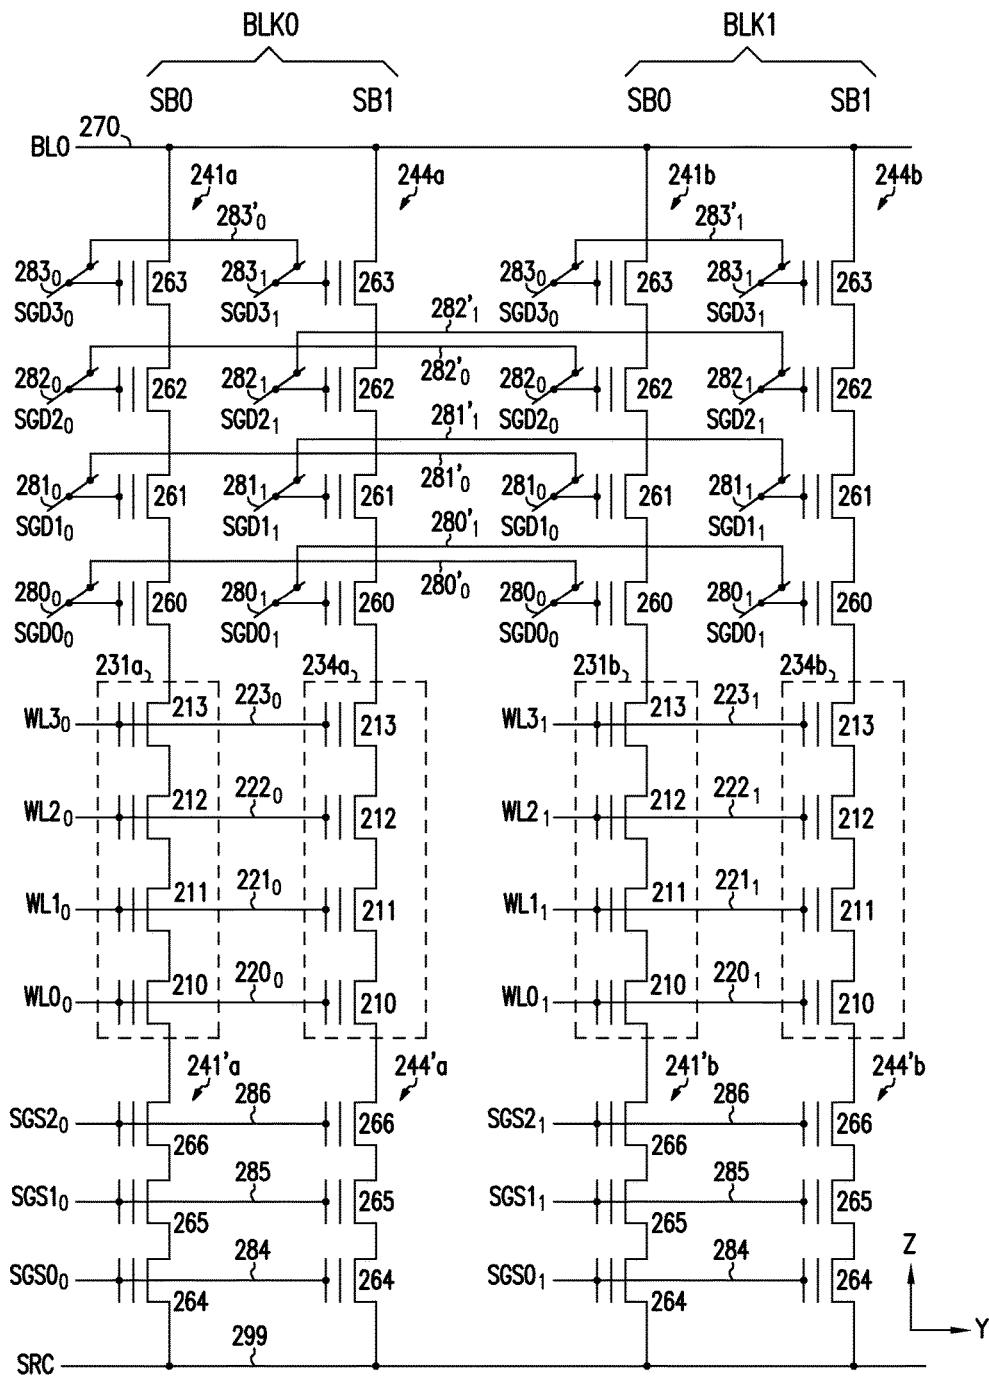 BLK0 BLK1
SB0 SB1 SB0 SB1
BL0 270
241a 244a 241b 244b
283'₀ 283'₁
283₀ 263 283₁ 263 283₀ 263 283₁ 263
SGD3₀ SGD3₁ SGD3₀ SGD3₁
282'₁
282'₀
282₀ 262 282₁ 262 282₀ 262 282₁ 262
SGD2₀ SGD2₁ SGD2₀ SGD2₁
281'₁
281'₀
281₀ 261 281₁ 261 281₀ 261 281₁ 261
SGD1₀ SGD1₁ SGD1₀ SGD1₁
280'₁
280'₀
280₀ 260 280₁ 260 280₀ 260 280₁ 260
SGD0₀ SGD0₁ SGD0₀ SGD0₁
231a 234a 231b 234b
WL3₀ 213 223₀ 213 WL3₁ 213 223₁ 213
WL2₀ 212 222₀ 212 WL2₁ 212 222₁ 212
WL1₀ 211 221₀ 211 WL1₁ 211 221₁ 211
WL0₀ 210 220₀ 210 WL0₁ 210 220₁ 210
241'a 244'a 241'b 244'b
SGS2₀ 266 286 266 SGS2₁ 266 286 266
SGS1₀ 265 285 265 SGS1₁ 265 285 265
SGS0₀ 264 284 264 SGS0₁ 264 284 264
Z
Y
SRC 299